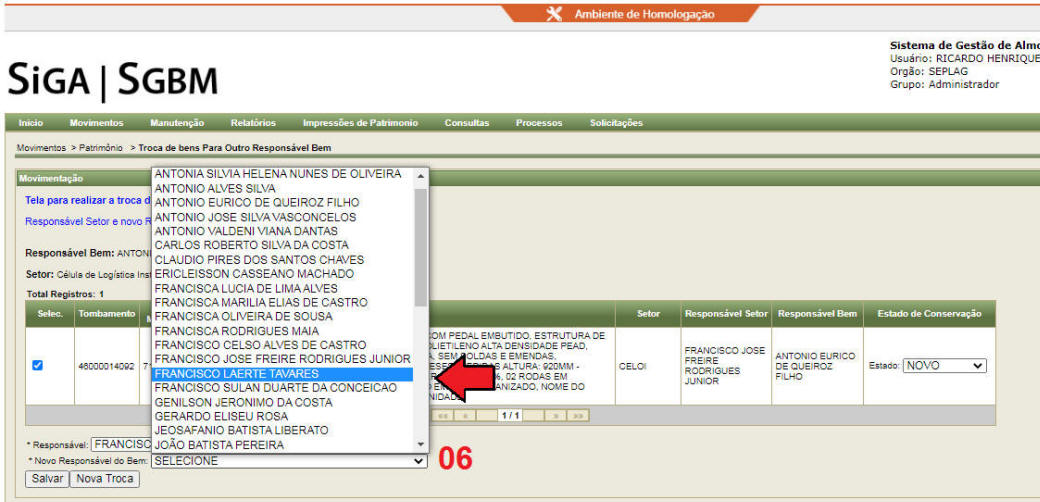 Ambiente de Homologação
Sistema de Gestão de Almo
Usuário: RICARDO HENRIQUE
Orgão: SEPLAG
Grupo: Administrador
SiGA | SGBM
Início Movimentos Manutenção Relatórios Impressões de Patrimonio Consultas Processos Solicitações
Movimentos > Patrimônio > Troca de bens Para Outro Responsável Bem
Movimentação
Tela para realizar a troca d
Responsável Setor e novo R
Responsável Bem: ANTONI
Setor: Célula de Logística Inst
Total Registros: 1
ANTONIA SILVIA HELENA NUNES DE OLIVEIRA
ANTONIO ALVES SILVA
ANTONIO EURICO DE QUEIROZ FILHO
ANTONIO JOSE SILVA VASCONCELOS
ANTONIO VALDENI VIANA DANTAS
CARLOS ROBERTO SILVA DA COSTA
CLAUDIO PIRES DOS SANTOS CHAVES
ERICLEISSON CASSEANO MACHADO
FRANCISCA LUCIA DE LIMA ALVES
FRANCISCA MARILIA ELIAS DE CASTRO
FRANCISCA OLIVEIRA DE SOUSA
FRANCISCA RODRIGUES MAIA
FRANCISCO CELSO ALVES DE CASTRO
FRANCISCO JOSE FREIRE RODRIGUES JUNIOR
FRANCISCO LAERTE TAVARES
FRANCISCO SULAN DUARTE DA CONCEICAO
GENILSON JERONIMO DA COSTA
GERARDO ELISEU ROSA
JEOSAFANIO BATISTA LIBERATO
JOÃO BATISTA PEREIRA
Selec. Tombamento Setor Responsável Setor Responsável Bem Estado de Conservação
46000014092 71
COM PEDAL EMBUTIDO, ESTRUTURA DE
POLIETILENO ALTA DENSIDADE PEAD,
SEM SOLDAS E EMENDAS,
ALTURA: 920MM -
02 RODAS EM
NOME DO
CELOI
FRANCISCO JOSE
FREIRE
RODRIGUES
JUNIOR
ANTONIO EURICO
DE QUEIROZ
FILHO
Estado: NOVO
<< < 1 / 1 > >>
* Responsável: FRANCISC
* Novo Responsável do Bem: SELECIONE
06
Salvar Nova Troca